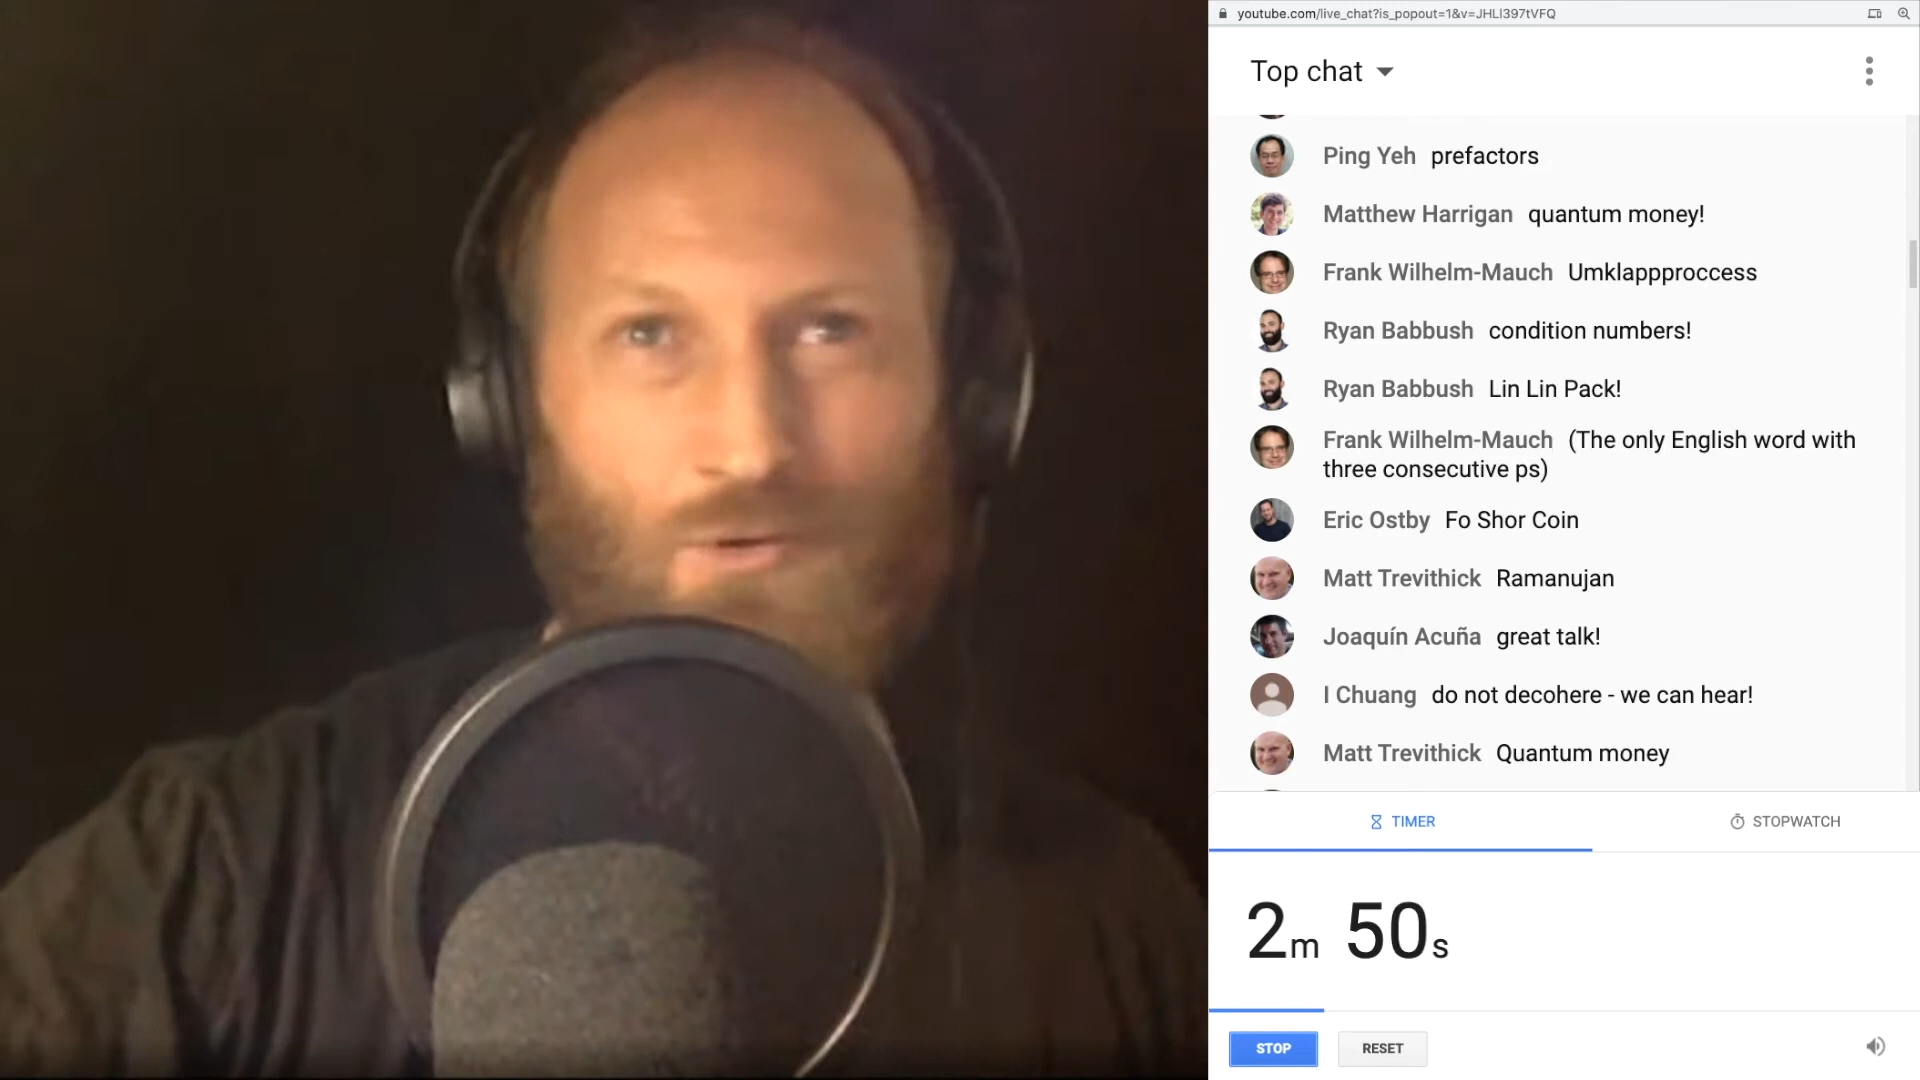 youtube.com/live_chat?is_popout=1&v=JHLI397tVFQ
Top chat
Ping Yeh prefactors
Matthew Harrigan quantum money!
Frank Wilhelm-Mauch Umklappproccess
Ryan Babbush condition numbers!
Ryan Babbush Lin Lin Pack!
Frank Wilhelm-Mauch (The only English word with
three consecutive ps)
Eric Ostby Fo Shor Coin
Matt Trevithick Ramanujan
Joaquín Acuña great talk!
I Chuang do not decohere - we can hear!
Matt Trevithick Quantum money
TIMER STOPWATCH
2m 50s
STOP RESET